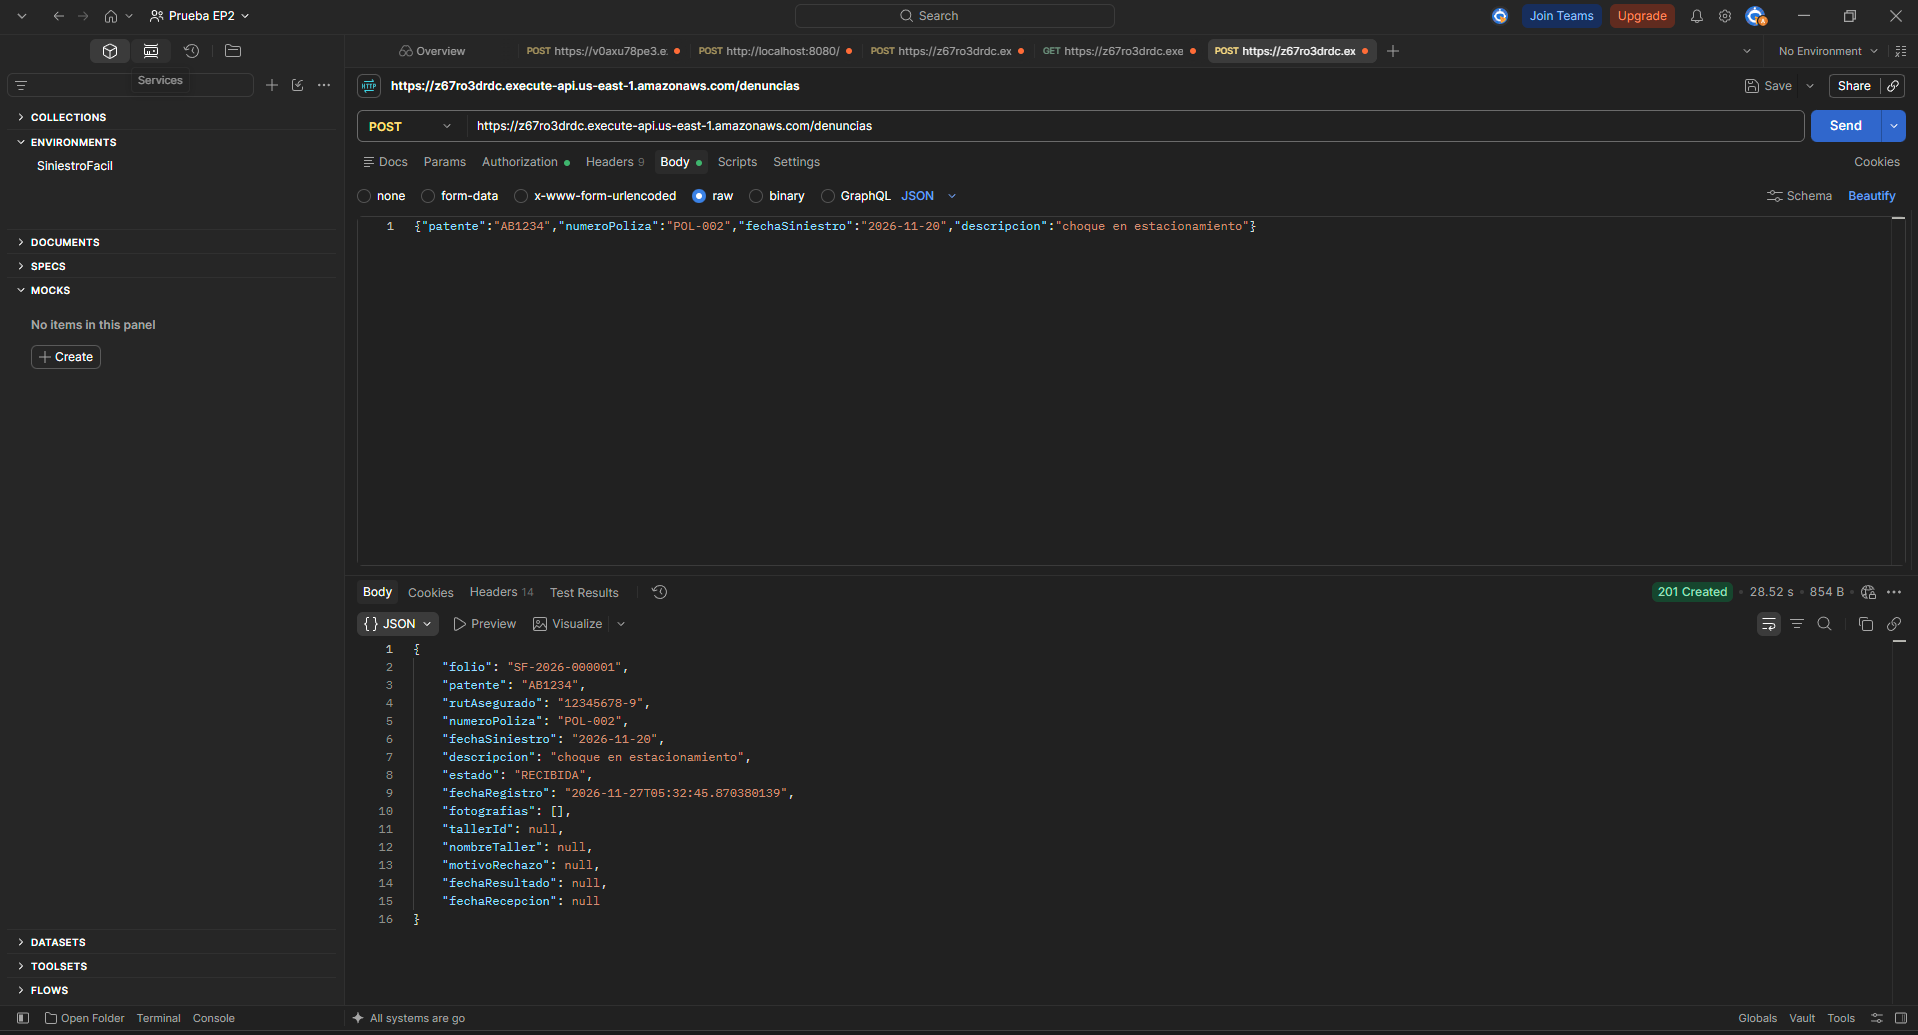 Prueba EP2
Search
Join Teams
Upgrade
Overview
POST https://v0axu78pe3.e.
POST http://localhost:8080/
POST https://z67ro3drdc.ex
GET https://z67ro3drdc.exe
POST https://z67ro3drdc.ex
No Environment
Services
HTTP
https://z67ro3drdc.execute-api.us-east-1.amazonaws.com/denuncias
Save
Share
COLLECTIONS
ENVIRONMENTS
SiniestroFacil
DOCUMENTS
SPECS
MOCKS
No items in this panel
Create
DATASETS
TOOLSETS
FLOWS
POST
https://z67ro3drdc.execute-api.us-east-1.amazonaws.com/denuncias
Send
Docs Params Authorization Headers 9 Body Scripts Settings
Cookies
none form-data x-www-form-urlencoded raw binary GraphQL JSON
Schema Beautify
1 {"patente":"AB1234","numeroPoliza":"POL-002","fechaSiniestro":"2026-11-20","descripcion":"choque en estacionamiento"}
Body Cookies Headers 14 Test Results
201 Created 28.52 s 854 B
{} JSON Preview Visualize
1 {
2 "folio": "SF-2026-000001",
3 "patente": "AB1234",
4 "rutAsegurado": "12345678-9",
5 "numeroPoliza": "POL-002",
6 "fechaSiniestro": "2026-11-20",
7 "descripcion": "choque en estacionamiento",
8 "estado": "RECIBIDA",
9 "fechaRegistro": "2026-11-27T05:32:45.870380139",
10 "fotografias": [],
11 "tallerId": null,
12 "nombreTaller": null,
13 "motivoRechazo": null,
14 "fechaResultado": null,
15 "fechaRecepcion": null
16 }
Open Folder Terminal Console
All systems are go
Globals Vault Tools